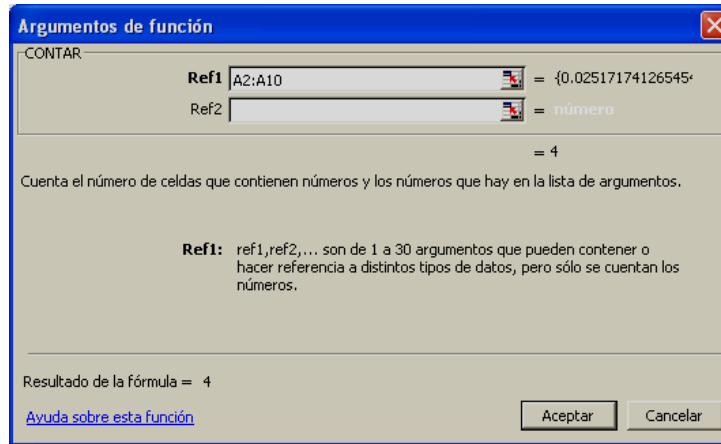 Argumentos de función
CONTAR
Ref1 A2:A10 = {0.025171741265454
Ref2 = número
= 4
Cuenta el número de celdas que contienen números y los números que hay en la lista de argumentos.
Ref1: ref1,ref2,... son de 1 a 30 argumentos que pueden contener o
hacer referencia a distintos tipos de datos, pero sólo se cuentan los
números.
Resultado de la fórmula = 4
Ayuda sobre esta función Aceptar Cancelar